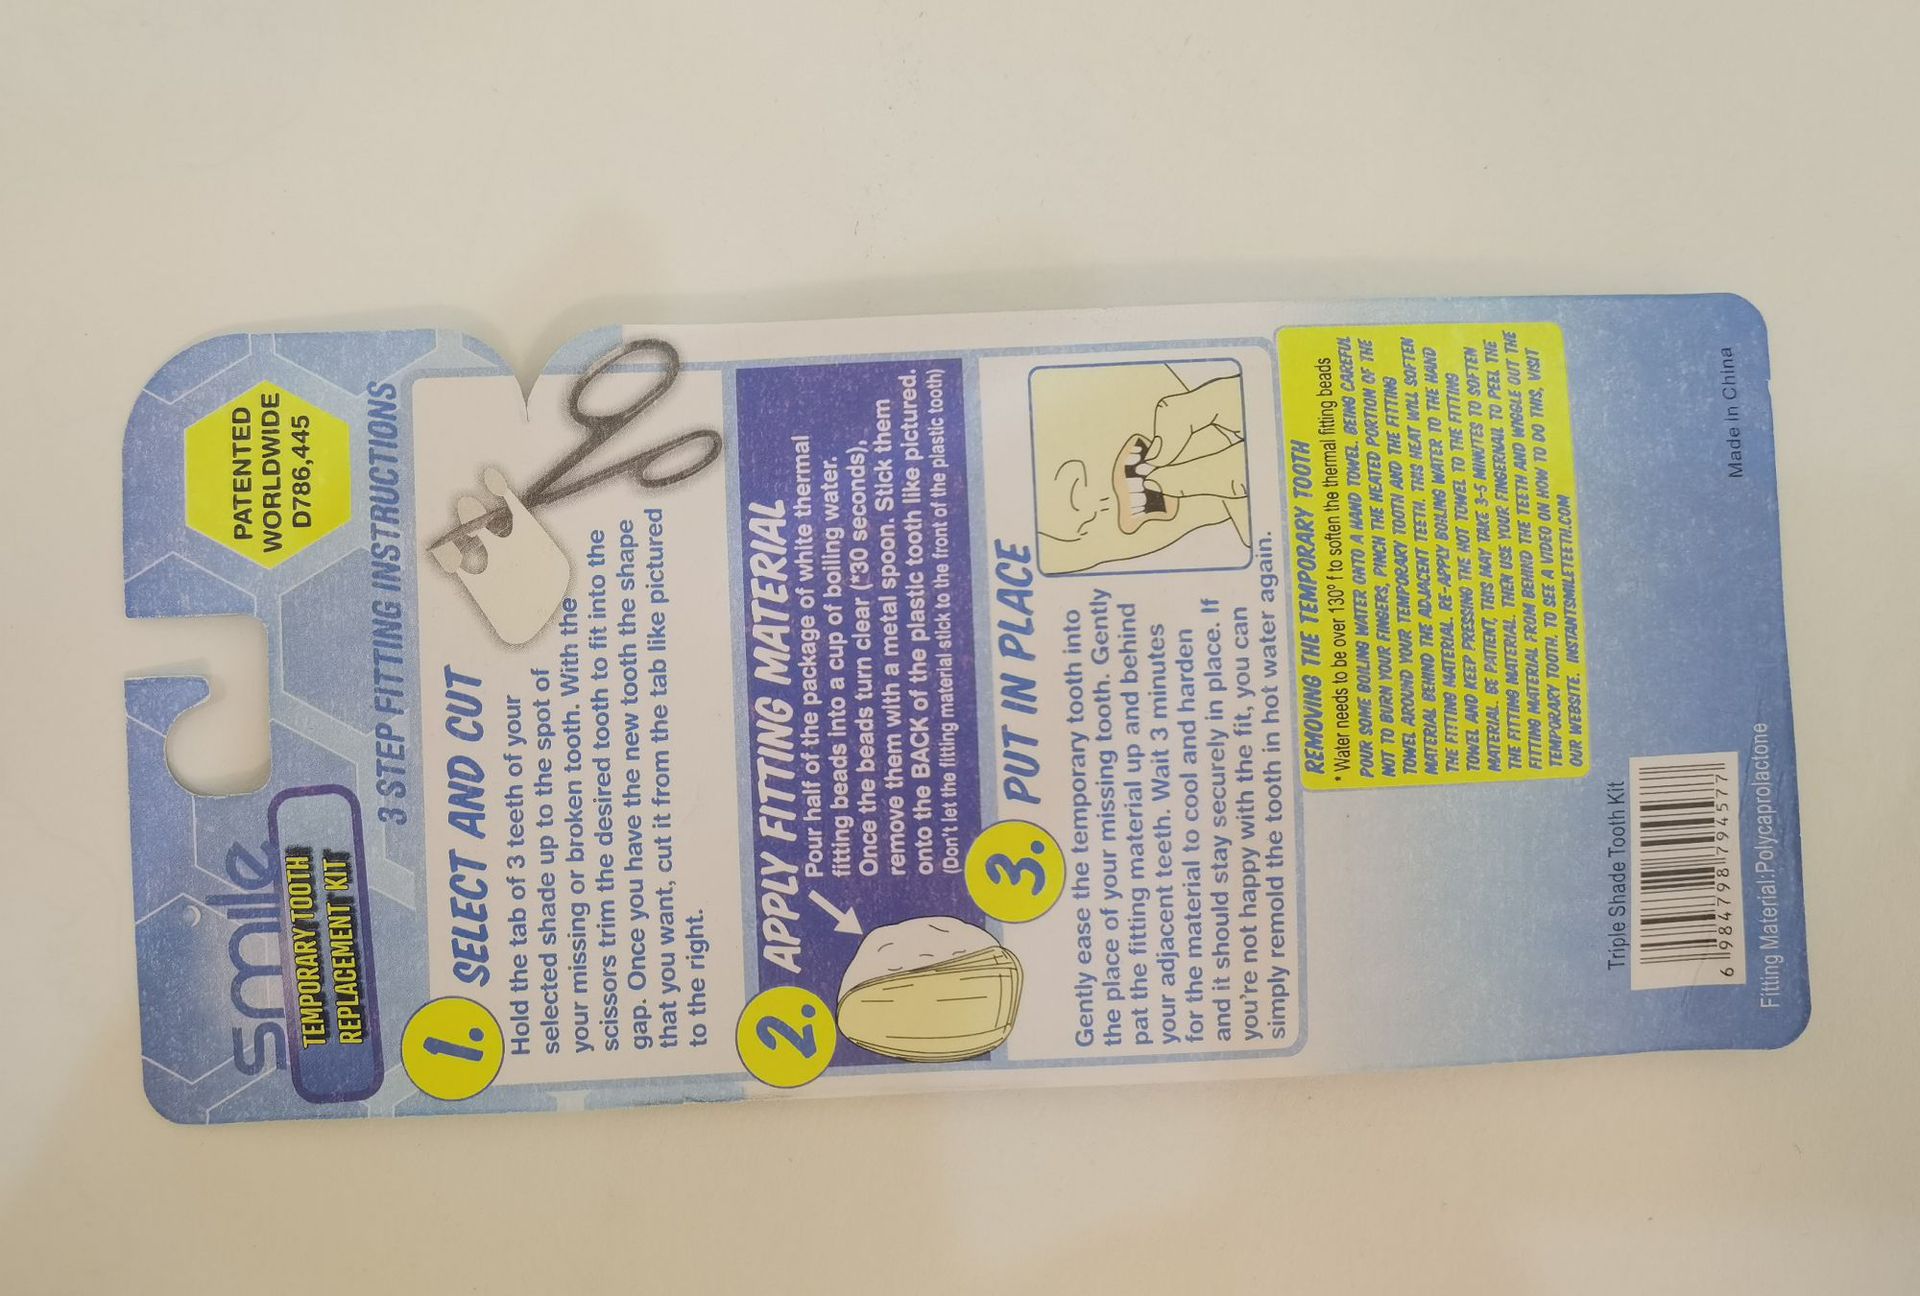 smile
TEMPORARY TOOTH
REPLACEMENT KIT
PATENTED
WORLDWIDE
D786,445
3 STEP FITTING INSTRUCTIONS
1. SELECT AND CUT
Hold the tab of 3 teeth of your
selected shade up to the spot of
your missing or broken tooth. With the
scissors trim the desired tooth to fit into the
gap. Once you have the new tooth the shape
that you want, cut it from the tab like pictured
to the right.
2. APPLY FITTING MATERIAL
Pour half of the package of white thermal
fitting beads into a cup of boiling water.
Once the beads turn clear (*30 seconds),
remove them with a metal spoon. Stick them
onto the BACK of the plastic tooth like pictured.
(Don't let the fitting material stick to the front of the plastic tooth)
3. PUT IN PLACE
Gently ease the temporary tooth into
the place of your missing tooth. Gently
pat the fitting material up and behind
your adjacent teeth. Wait 3 minutes
for the material to cool and harden
and it should stay securely in place. If
you're not happy with the fit, you can
simply remold the tooth in hot water again.
REMOVING THE TEMPORARY TOOTH
* Water needs to be over 130º f to soften the thermal fitting beads
POUR SOME BOILING WATER ONTO A HAND TOWEL. BEING CAREFUL
NOT TO BURN YOUR FINGERS, PINCH THE HEATED PORTION OF THE
TOWEL AROUND YOUR TEMPORARY TOOTH AND THE FITTING
MATERIAL BEHIND THE ADJACENT TEETH. THIS HEAT WILL SOFTEN
THE FITTING MATERIAL. RE-APPLY BOILING WATER TO THE HAND
TOWEL AND KEEP PRESSING THE HOT TOWEL TO THE FITTING
MATERIAL. BE PATIENT, THIS MAY TAKE 3-5 MINUTES TO SOFTEN
THE FITTING MATERIAL. THEN USE YOUR FINGERNAIL TO PEEL THE
FITTING MATERIAL FROM BEHIND THE TEETH AND WIGGLE OUT THE
TEMPORARY TOOTH. TO SEE A VIDEO ON HOW TO DO THIS, VISIT
OUR WEBSITE. INSTANTSMILETEETH.COM
Triple Shade Tooth Kit
6 98479817945 77
Made In China
Fitting Material:Polycaprolactone